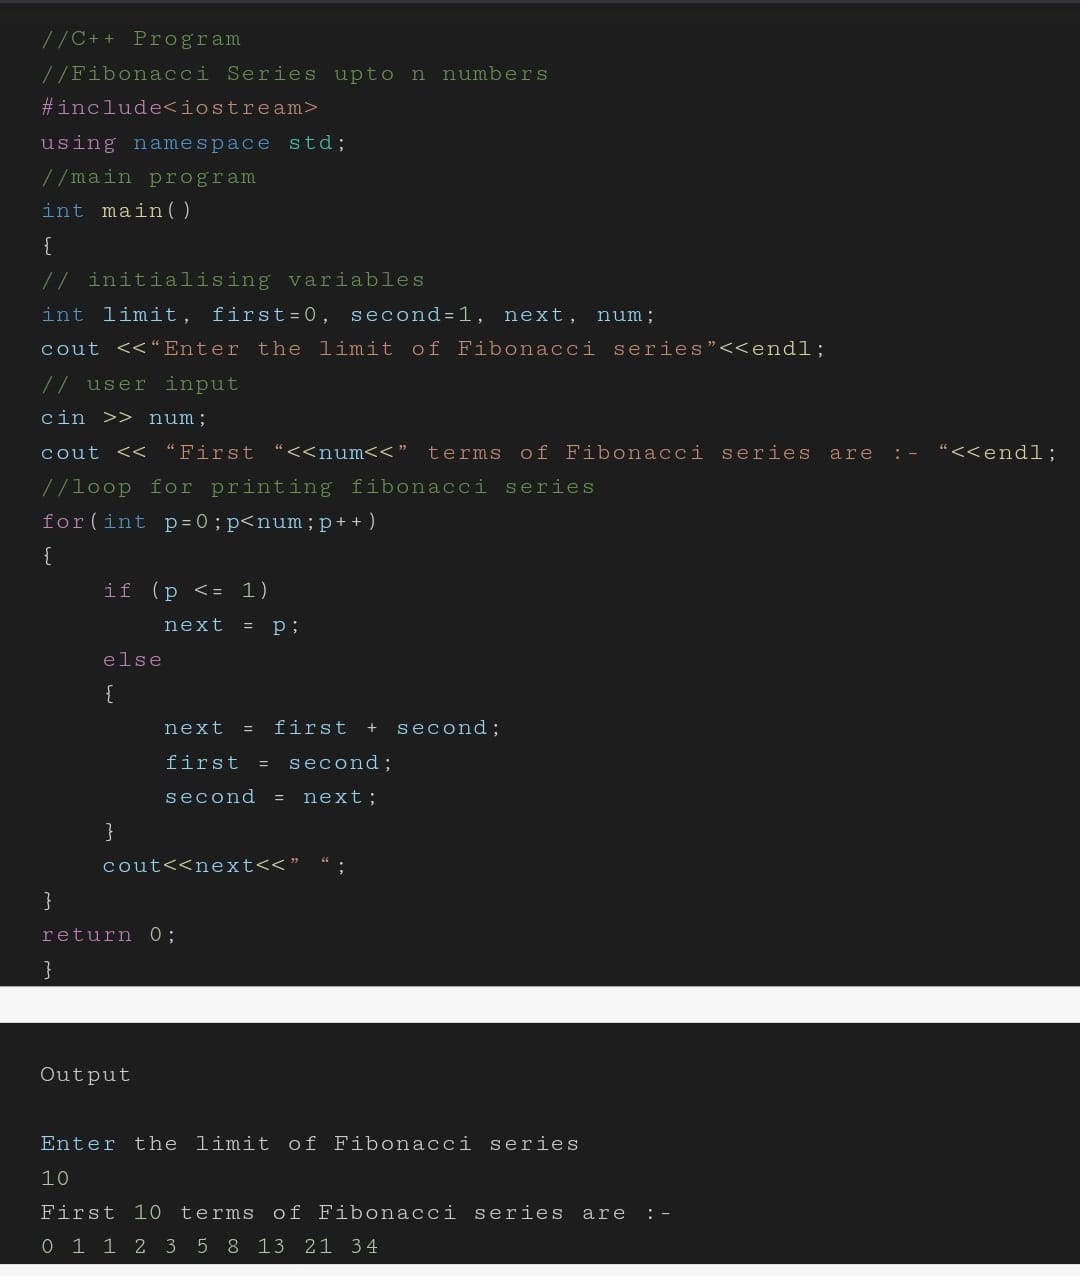 //C++ Program
//Fibonacci Series upto n numbers
#include<iostream>
using namespace std;
//main program
int main()
{
// initialising variables
int limit, first=0, second=1, next, num;
cout <<“Enter the limit of Fibonacci series”<<endl;
// user input
cin >> num;
cout << “First “<<num<<” terms of Fibonacci series are :- “<<endl;
//loop for printing fibonacci series
for(int p=0;p<num;p++)
{
    if (p <= 1)
        next = p;
    else
    {
        next = first + second;
        first = second;
        second = next;
    }
    cout<<next<<” “;
}
return 0;
}
Output
Enter the limit of Fibonacci series
10
First 10 terms of Fibonacci series are :-
0 1 1 2 3 5 8 13 21 34